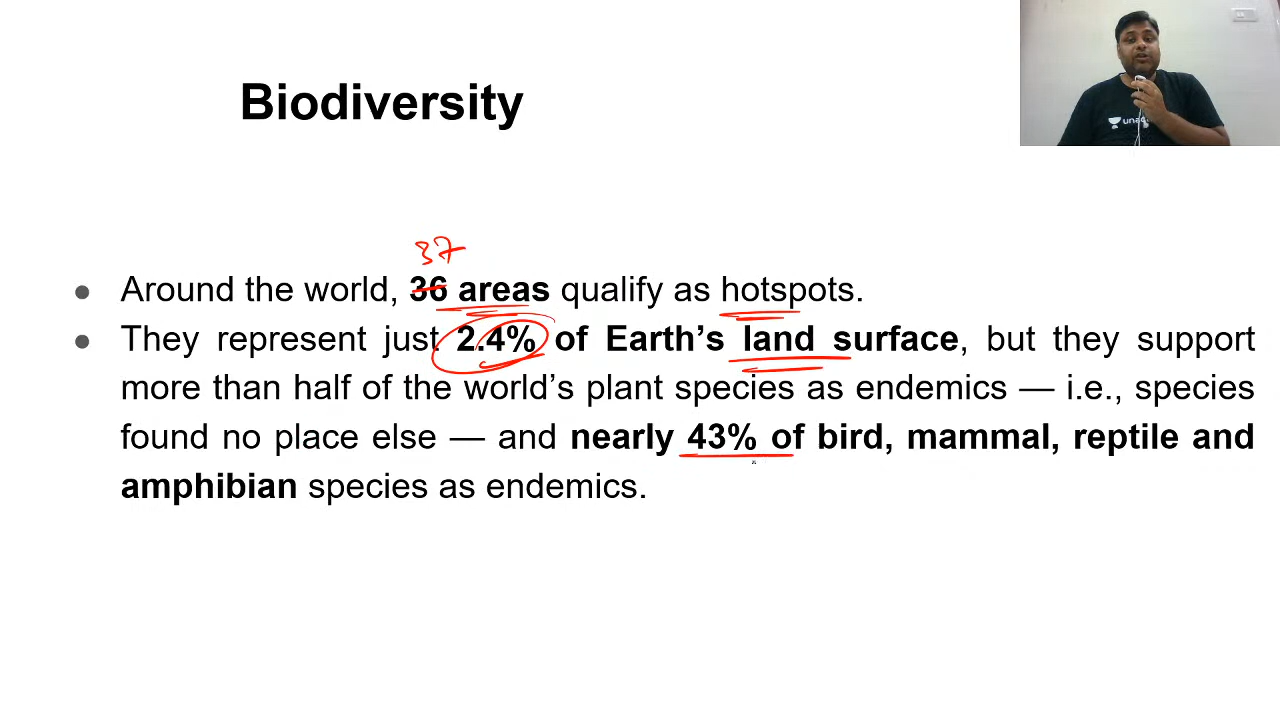 Biodiversity
unac
37
Around the world, 36 areas qualify as hotspots.
They represent just 2.4% of Earth’s land surface, but they support
more than half of the world’s plant species as endemics — i.e., species
found no place else — and nearly 43% of bird, mammal, reptile and
amphibian species as endemics.